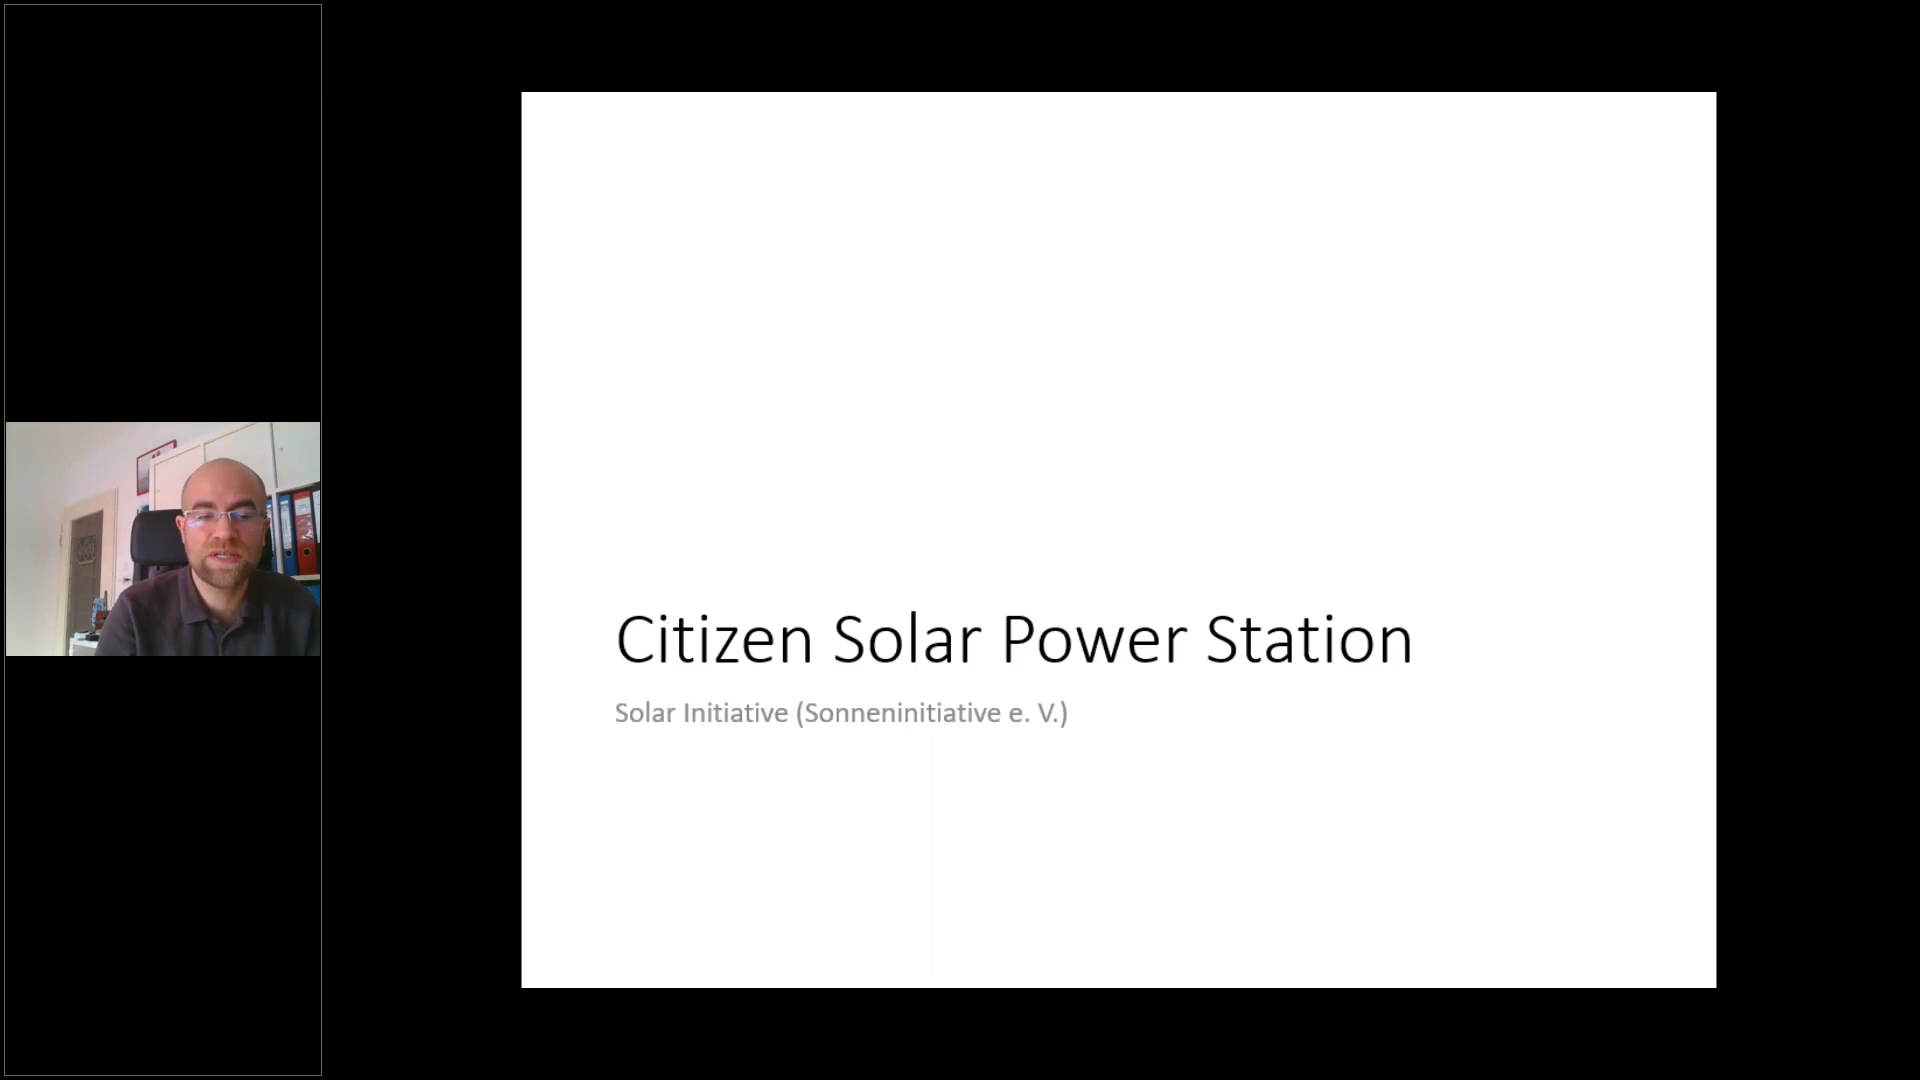 Citizen Solar Power Station
Solar Initiative (Sonneninitiative e. V.)